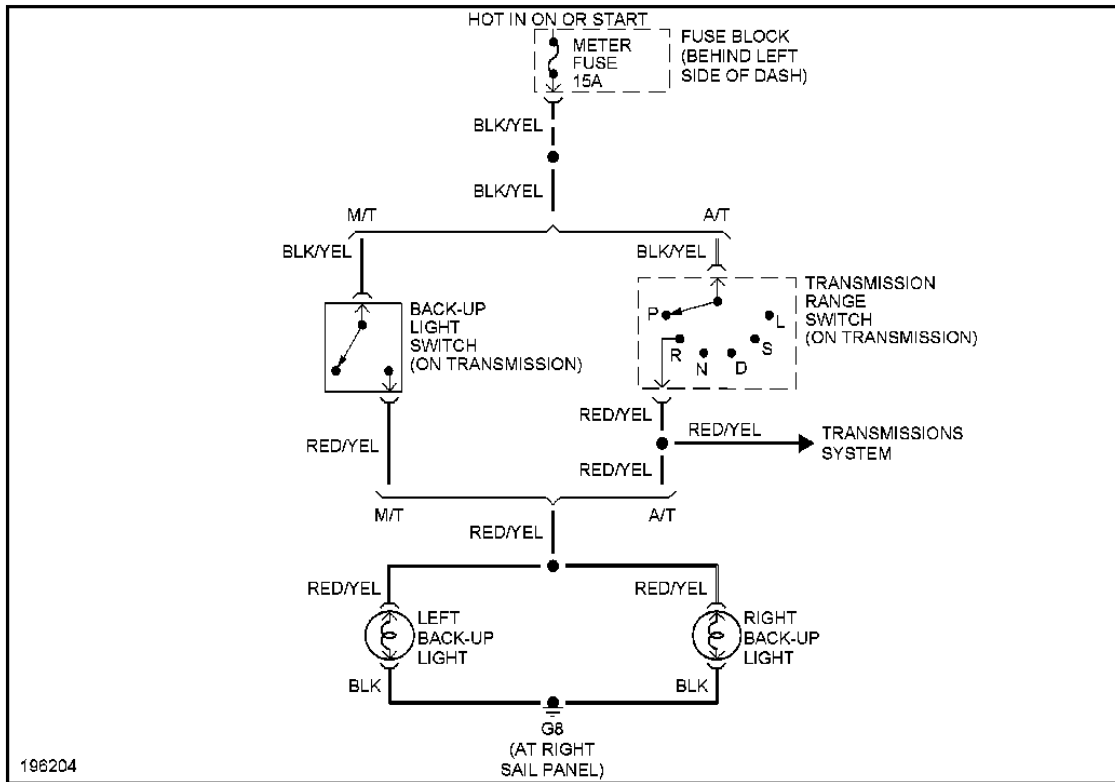 HOT IN ON OR START
METER
FUSE
15A
FUSE BLOCK
(BEHIND LEFT
SIDE OF DASH)
BLK/YEL
BLK/YEL
M/T
A/T
BLK/YEL
BLK/YEL
BACK-UP
LIGHT
SWITCH
(ON TRANSMISSION)
P
R
N
D
S
L
TRANSMISSION
RANGE
SWITCH
(ON TRANSMISSION)
RED/YEL
RED/YEL
RED/YEL
RED/YEL
TRANSMISSIONS
SYSTEM
M/T
A/T
RED/YEL
RED/YEL
RED/YEL
LEFT
BACK-UP
LIGHT
RIGHT
BACK-UP
LIGHT
BLK
BLK
G8
(AT RIGHT
SAIL PANEL)
196204